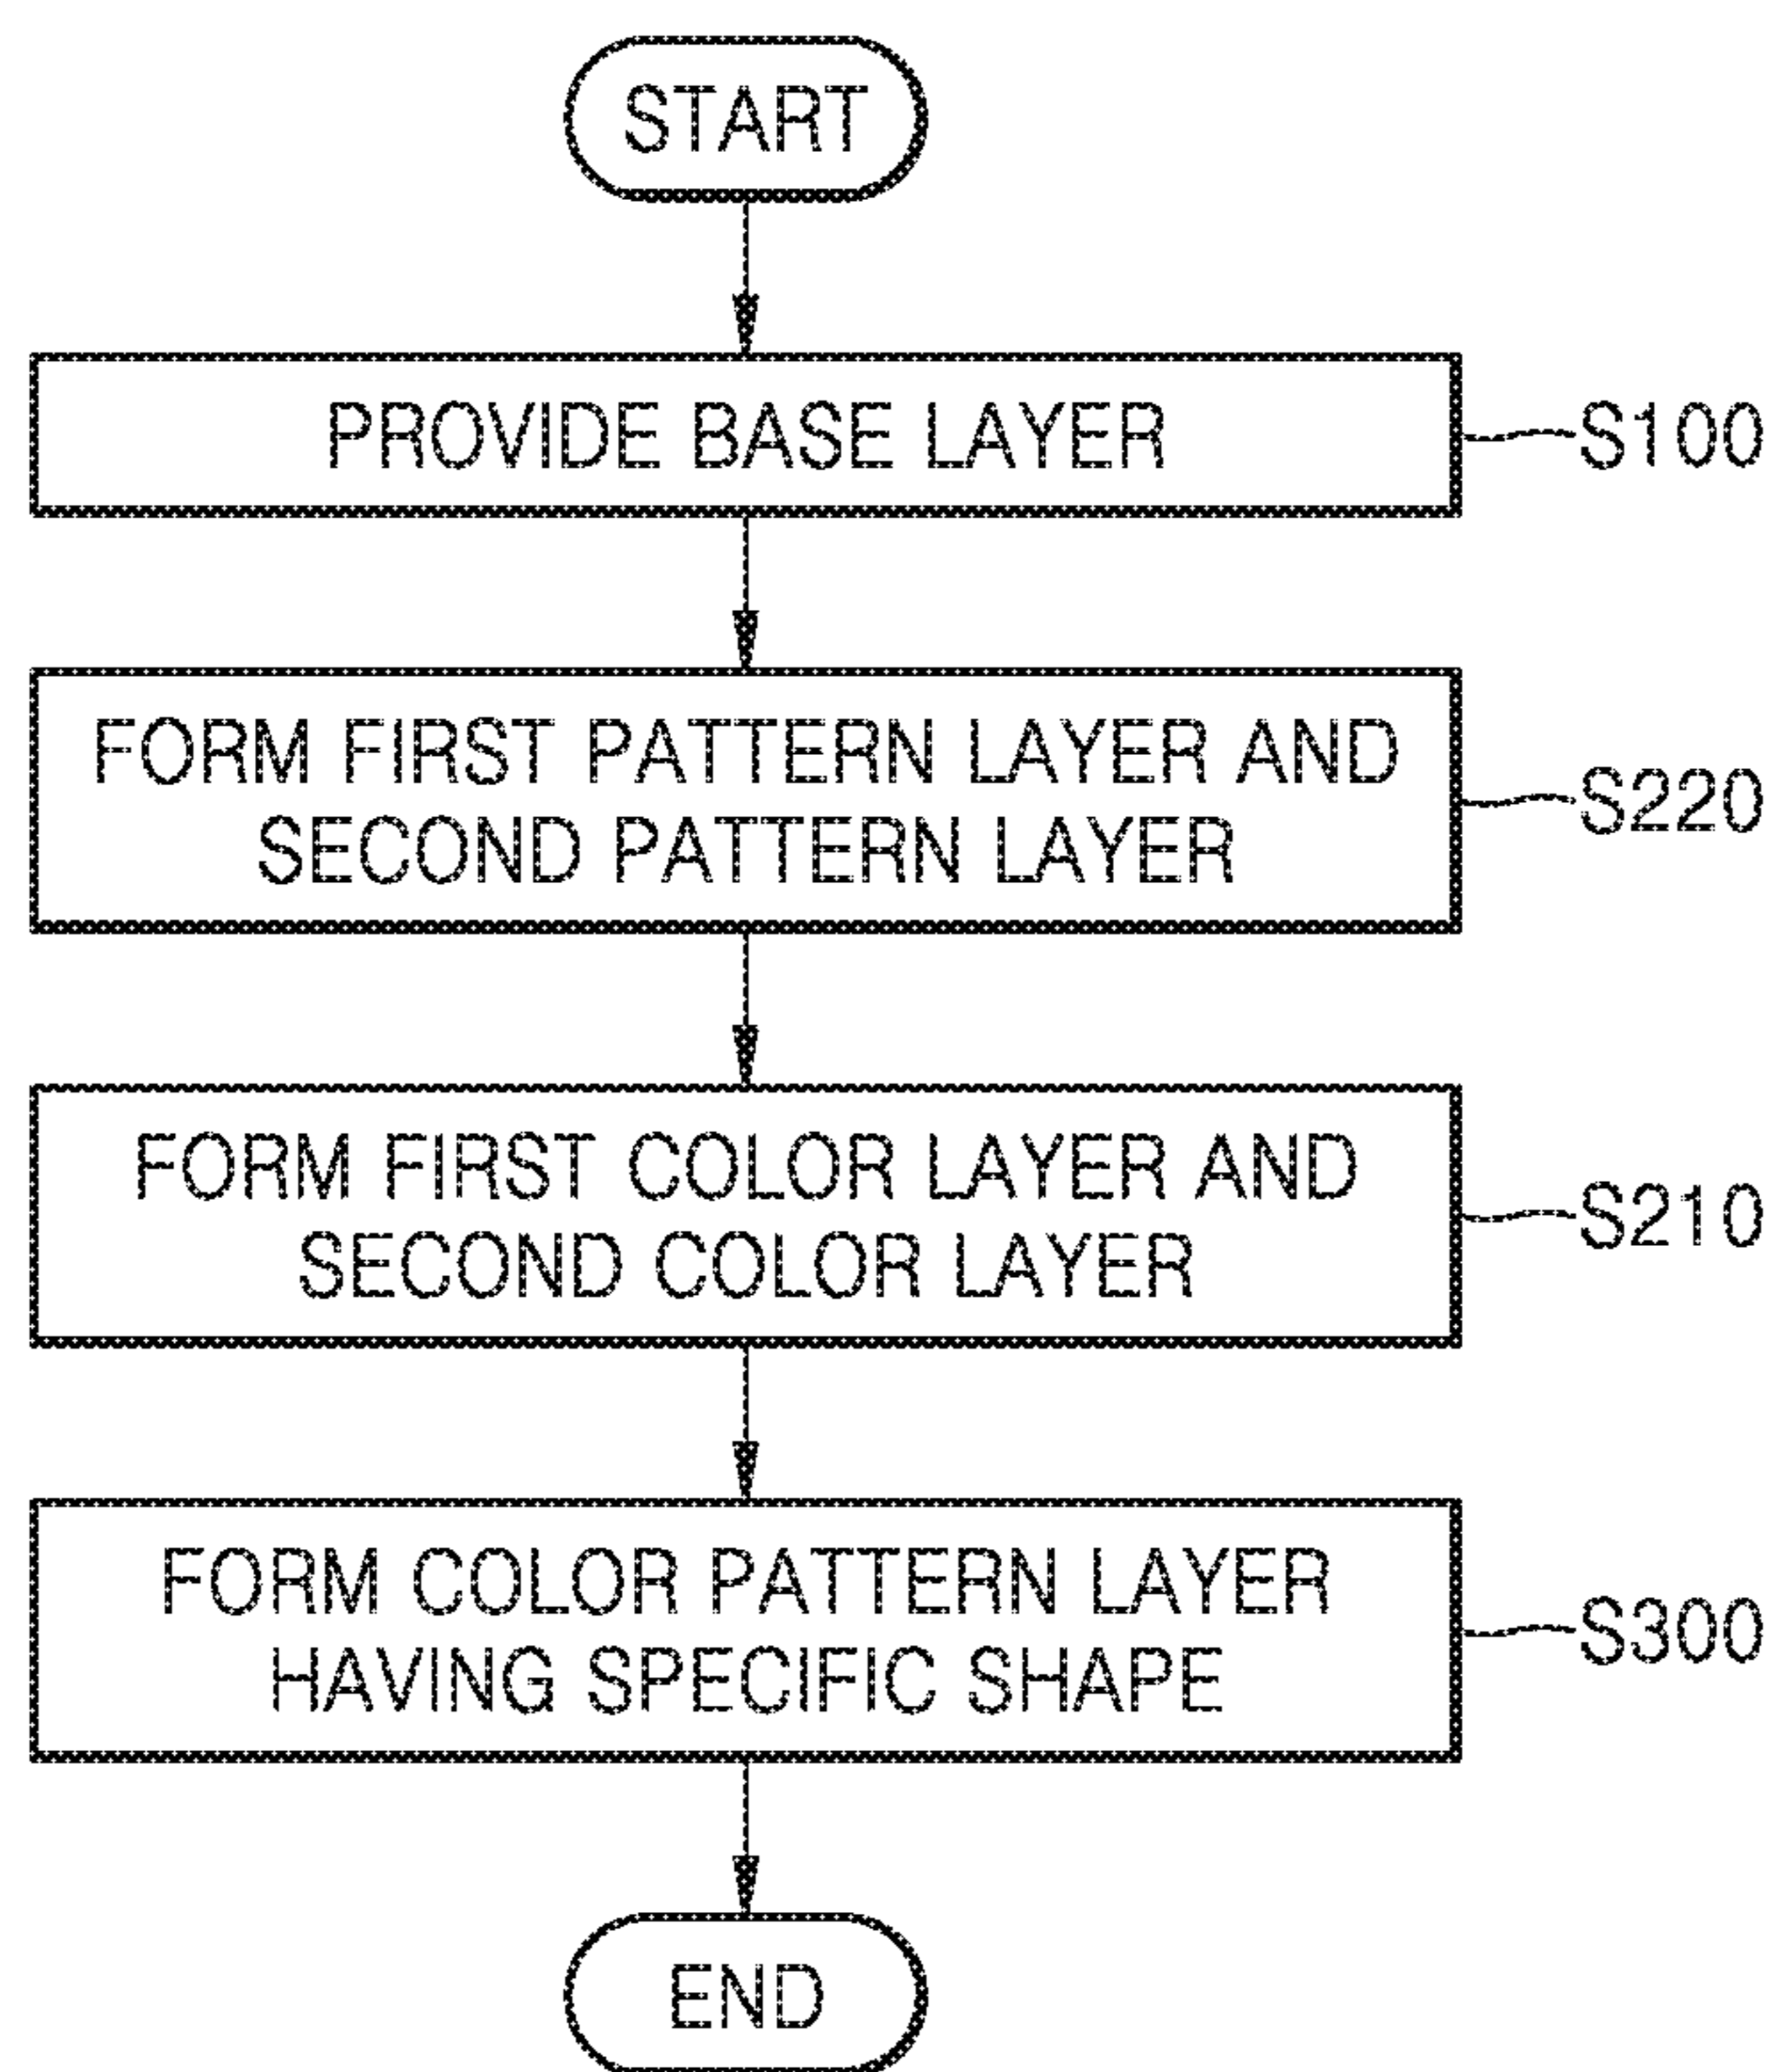 START
PROVIDE BASE LAYER
S100
FORM FIRST PATTERN LAYER AND
SECOND PATTERN LAYER
S220
FORM FIRST COLOR LAYER AND
SECOND COLOR LAYER
S210
FORM COLOR PATTERN LAYER
HAVING SPECIFIC SHAPE
S300
END